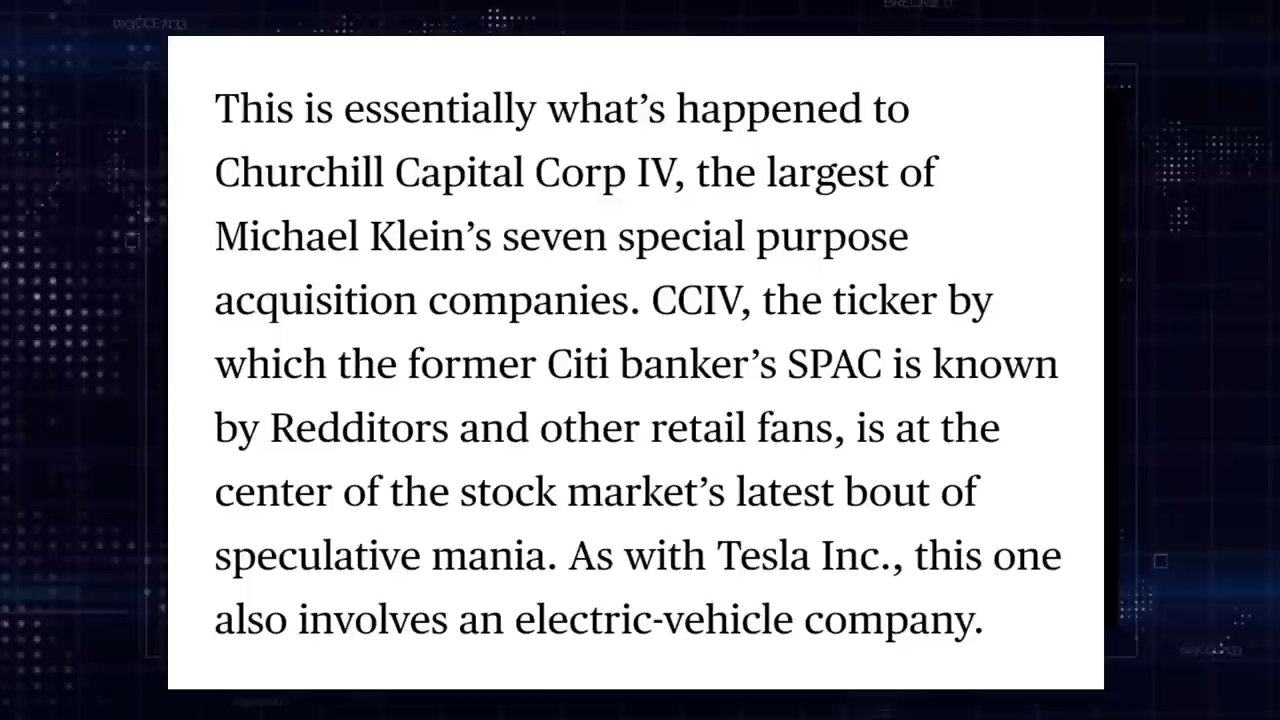 This is essentially what’s happened to
Churchill Capital Corp IV, the largest of
Michael Klein’s seven special purpose
acquisition companies. CCIV, the ticker by
which the former Citi banker’s SPAC is known
by Redditors and other retail fans, is at the
center of the stock market’s latest bout of
speculative mania. As with Tesla Inc., this one
also involves an electric-vehicle company.